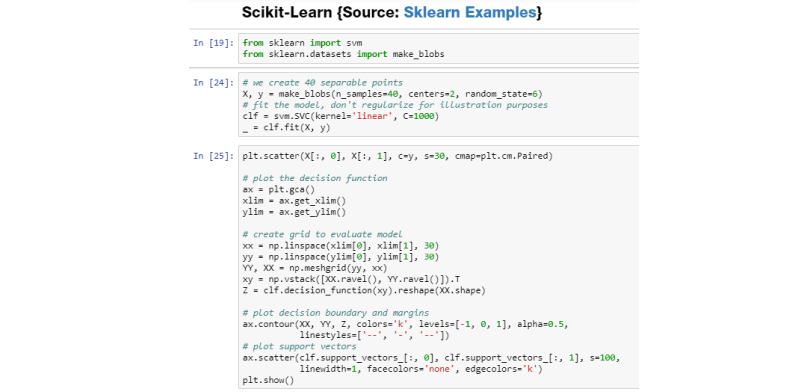 Scikit-Learn {Source: Sklearn Examples}
In [19]: from sklearn import svm
from sklearn.datasets import make_blobs
In [24]: # we create 40 separable points
X, y = make_blobs(n_samples=40, centers=2, random_state=6)
# fit the model, don't regularize for illustration purposes
clf = svm.SVC(kernel='linear', C=1000)
_ = clf.fit(X, y)
In [25]: plt.scatter(X[:, 0], X[:, 1], c=y, s=30, cmap=plt.cm.Paired)
# plot the decision function
ax = plt.gca()
xlim = ax.get_xlim()
ylim = ax.get_ylim()
# create grid to evaluate model
xx = np.linspace(xlim[0], xlim[1], 30)
yy = np.linspace(ylim[0], ylim[1], 30)
YY, XX = np.meshgrid(yy, xx)
xy = np.vstack([XX.ravel(), YY.ravel()]).T
Z = clf.decision_function(xy).reshape(XX.shape)
# plot decision boundary and margins
ax.contour(XX, YY, Z, colors='k', levels=[-1, 0, 1], alpha=0.5,
linestyles=['--', '-', '--'])
# plot support vectors
ax.scatter(clf.support_vectors_[:, 0], clf.support_vectors_[:, 1], s=100,
linewidth=1, facecolors='none', edgecolors='k')
plt.show()